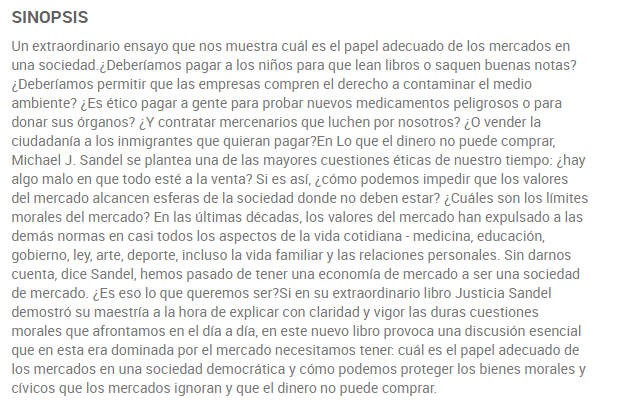 SINOPSIS
Un extraordinario ensayo que nos muestra cuál es el papel adecuado de los mercados en
una sociedad.¿Deberíamos pagar a los niños para que lean libros o saquen buenas notas?
¿Deberíamos permitir que las empresas compren el derecho a contaminar el medio
ambiente? ¿Es ético pagar a gente para probar nuevos medicamentos peligrosos o para
donar sus órganos? ¿Y contratar mercenarios que luchen por nosotros? ¿O vender la
ciudadanía a los inmigrantes que quieran pagar?En Lo que el dinero no puede comprar,
Michael J. Sandel se plantea una de las mayores cuestiones éticas de nuestro tiempo: ¿hay
algo malo en que todo esté a la venta? Si es así, ¿cómo podemos impedir que los valores
del mercado alcancen esferas de la sociedad donde no deben estar? ¿Cuáles son los límites
morales del mercado? En las últimas décadas, los valores del mercado han expulsado a las
demás normas en casi todos los aspectos de la vida cotidiana - medicina, educación,
gobierno, ley, arte, deporte, incluso la vida familiar y las relaciones personales. Sin darnos
cuenta, dice Sandel, hemos pasado de tener una economía de mercado a ser una sociedad
de mercado. ¿Es eso lo que queremos ser?Si en su extraordinario libro Justicia Sandel
demostró su maestría a la hora de explicar con claridad y vigor las duras cuestiones
morales que afrontamos en el día a día, en este nuevo libro provoca una discusión esencial
que en esta era dominada por el mercado necesitamos tener: cuál es el papel adecuado de
los mercados en una sociedad democrática y cómo podemos proteger los bienes morales y
cívicos que los mercados ignoran y que el dinero no puede comprar.